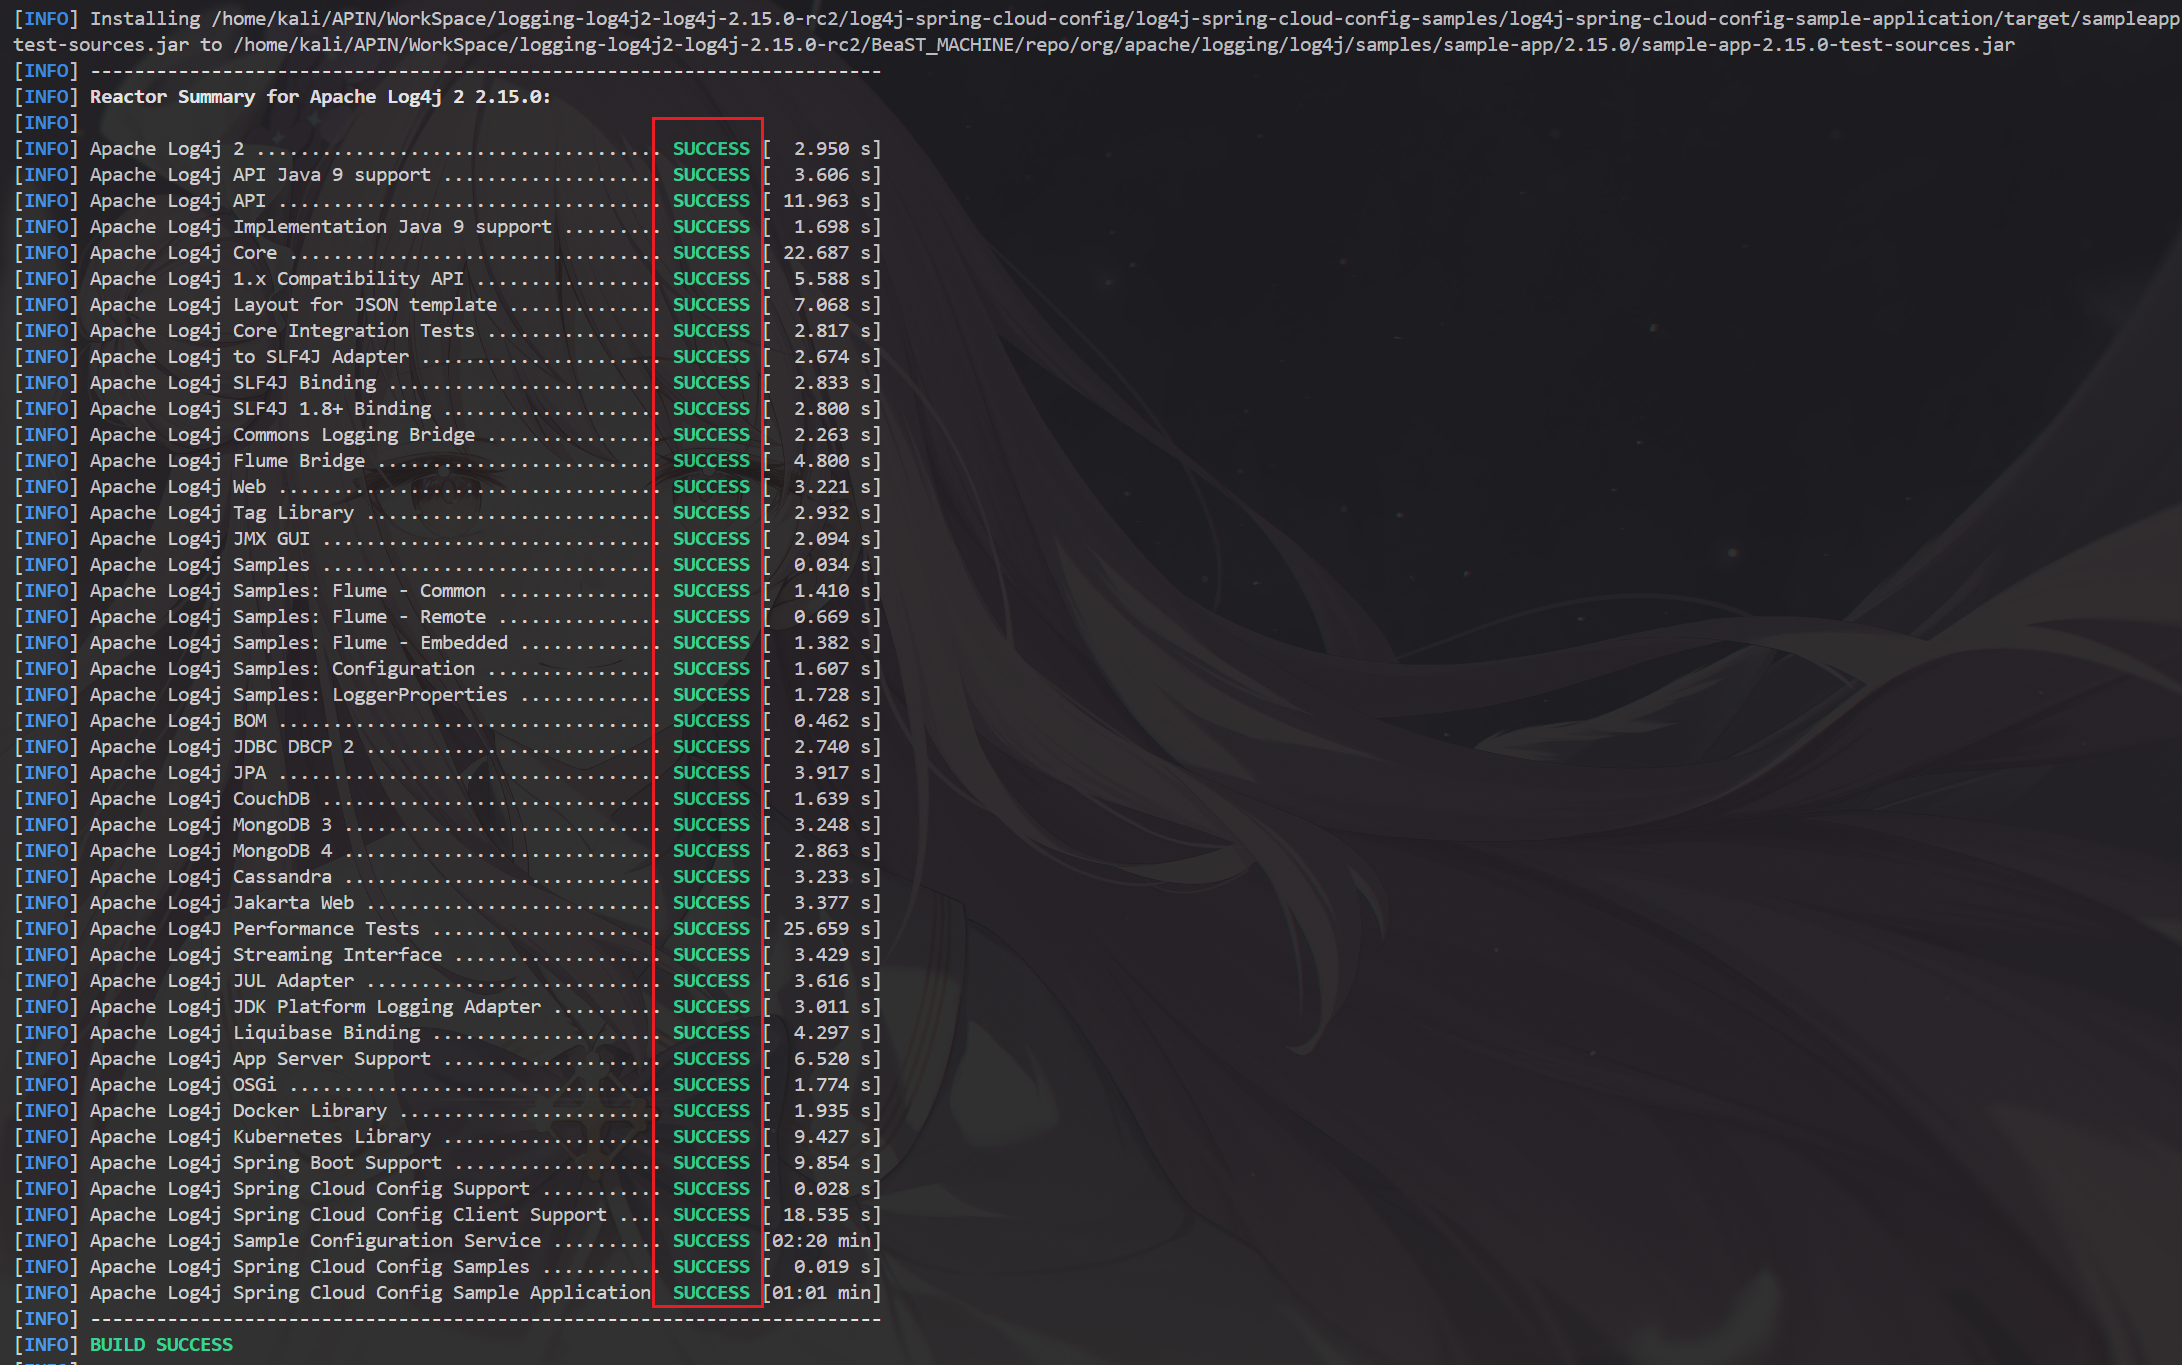 [INFO] Installing /home/kali/APIN/WorkSpace/logging-log4j2-log4j-2.15.0-rc2/log4j-spring-cloud-config/log4j-spring-cloud-config-samples/log4j-spring-cloud-config-sample-application/target/sampleapp
test-sources.jar to /home/kali/APIN/WorkSpace/logging-log4j2-log4j-2.15.0-rc2/BeaST_MACHINE/repo/org/apache/logging/log4j/samples/sample-app/2.15.0/sample-app-2.15.0-test-sources.jar
[INFO] ------------------------------------------------------------------------
[INFO] Reactor Summary for Apache Log4j 2 2.15.0:
[INFO]
[INFO] Apache Log4j 2 ..................................... SUCCESS [  2.950 s]
[INFO] Apache Log4j API Java 9 support .................... SUCCESS [  3.606 s]
[INFO] Apache Log4j API ................................... SUCCESS [ 11.963 s]
[INFO] Apache Log4j Implementation Java 9 support ......... SUCCESS [  1.698 s]
[INFO] Apache Log4j Core .................................. SUCCESS [ 22.687 s]
[INFO] Apache Log4j 1.x Compatibility API ................. SUCCESS [  5.588 s]
[INFO] Apache Log4j Layout for JSON template .............. SUCCESS [  7.068 s]
[INFO] Apache Log4j Core Integration Tests ................ SUCCESS [  2.817 s]
[INFO] Apache Log4j to SLF4J Adapter ...................... SUCCESS [  2.674 s]
[INFO] Apache Log4j SLF4J Binding ......................... SUCCESS [  2.833 s]
[INFO] Apache Log4j SLF4J 1.8+ Binding .................... SUCCESS [  2.800 s]
[INFO] Apache Log4j Commons Logging Bridge ................ SUCCESS [  2.263 s]
[INFO] Apache Log4j Flume Bridge .......................... SUCCESS [  4.800 s]
[INFO] Apache Log4j Web ................................... SUCCESS [  3.221 s]
[INFO] Apache Log4j Tag Library ........................... SUCCESS [  2.932 s]
[INFO] Apache Log4j JMX GUI ............................... SUCCESS [  2.094 s]
[INFO] Apache Log4j Samples ............................... SUCCESS [  0.034 s]
[INFO] Apache Log4j Samples: Flume - Common ............... SUCCESS [  1.410 s]
[INFO] Apache Log4j Samples: Flume - Remote ............... SUCCESS [  0.669 s]
[INFO] Apache Log4j Samples: Flume - Embedded ............. SUCCESS [  1.382 s]
[INFO] Apache Log4j Samples: Configuration ................ SUCCESS [  1.607 s]
[INFO] Apache Log4j Samples: LoggerProperties ............. SUCCESS [  1.728 s]
[INFO] Apache Log4j BOM ................................... SUCCESS [  0.462 s]
[INFO] Apache Log4j JDBC DBCP 2 ........................... SUCCESS [  2.740 s]
[INFO] Apache Log4j JPA ................................... SUCCESS [  3.917 s]
[INFO] Apache Log4j CouchDB ............................... SUCCESS [  1.639 s]
[INFO] Apache Log4j MongoDB 3 ............................. SUCCESS [  3.248 s]
[INFO] Apache Log4j MongoDB 4 ............................. SUCCESS [  2.863 s]
[INFO] Apache Log4j Cassandra ............................. SUCCESS [  3.233 s]
[INFO] Apache Log4j Jakarta Web ........................... SUCCESS [  3.377 s]
[INFO] Apache Log4J Performance Tests ..................... SUCCESS [ 25.659 s]
[INFO] Apache Log4j Streaming Interface ................... SUCCESS [  3.429 s]
[INFO] Apache Log4j JUL Adapter ........................... SUCCESS [  3.616 s]
[INFO] Apache Log4j JDK Platform Logging Adapter .......... SUCCESS [  3.011 s]
[INFO] Apache Log4j Liquibase Binding ..................... SUCCESS [  4.297 s]
[INFO] Apache Log4j App Server Support .................... SUCCESS [  6.520 s]
[INFO] Apache Log4j OSGi .................................. SUCCESS [  1.774 s]
[INFO] Apache Log4j Docker Library ........................ SUCCESS [  1.935 s]
[INFO] Apache Log4j Kubernetes Library .................... SUCCESS [  9.427 s]
[INFO] Apache Log4j Spring Boot Support ................... SUCCESS [  9.854 s]
[INFO] Apache Log4j Spring Cloud Config Support ........... SUCCESS [  0.028 s]
[INFO] Apache Log4j Spring Cloud Config Client Support .... SUCCESS [ 18.535 s]
[INFO] Apache Log4j Sample Configuration Service .......... SUCCESS [02:20 min]
[INFO] Apache Log4j Spring Cloud Config Samples ........... SUCCESS [  0.019 s]
[INFO] Apache Log4j Spring Cloud Config Sample Application  SUCCESS [01:01 min]
[INFO] ------------------------------------------------------------------------
[INFO] BUILD SUCCESS